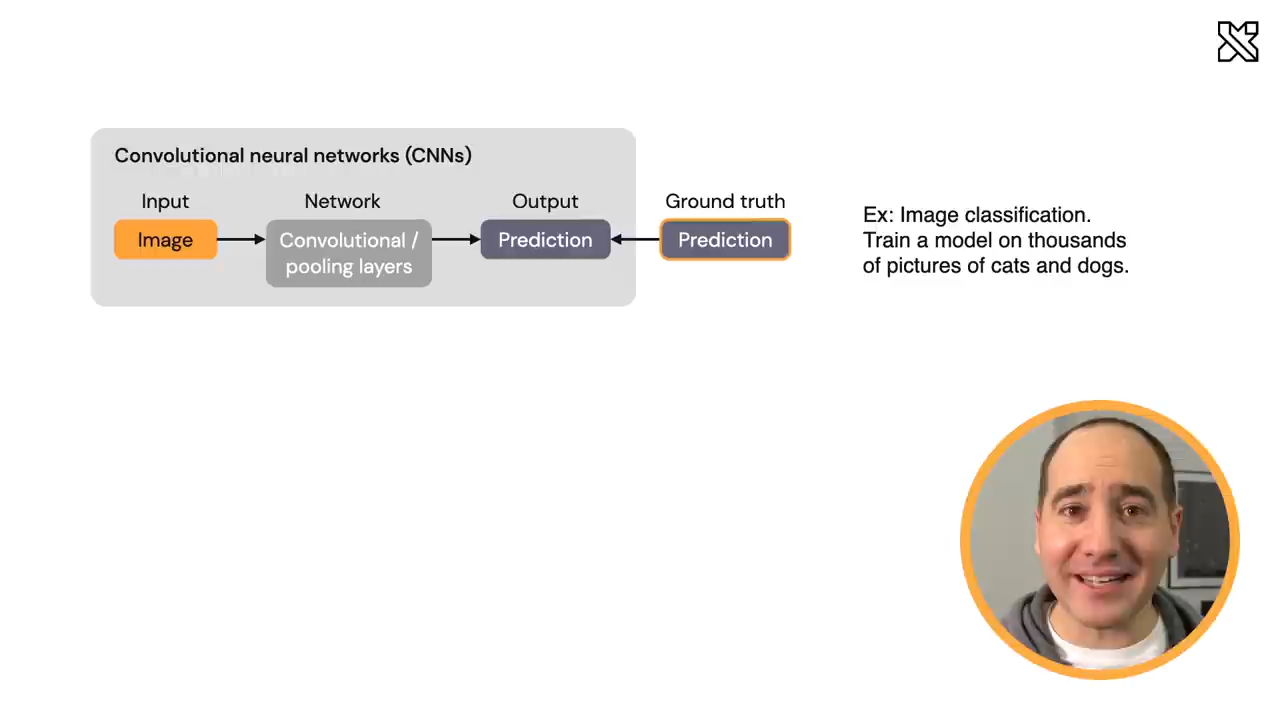 Convolutional neural networks (CNNs)
Input
Network
Output
Ground truth
Image
Convolutional /
pooling layers
Prediction
Prediction
Ex: Image classification.
Train a model on thousands
of pictures of cats and dogs.